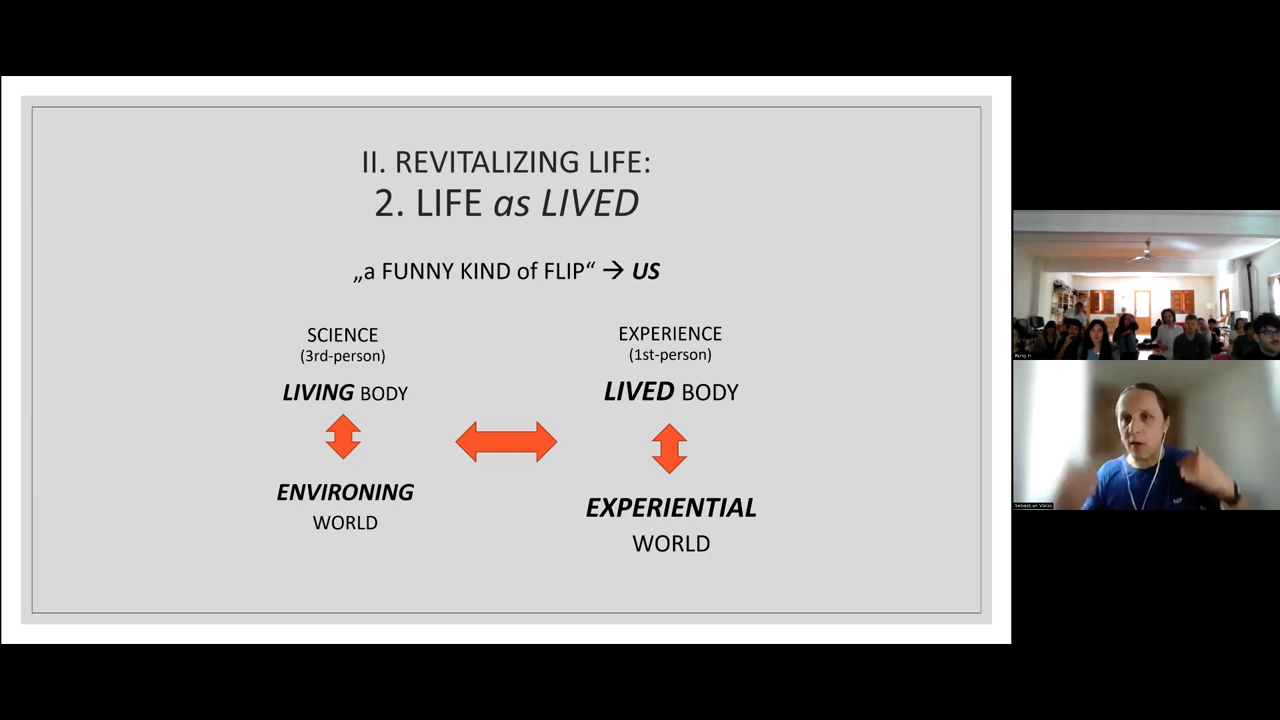 II. REVITALIZING LIFE:
2. LIFE as LIVED
„a FUNNY KIND of FLIP“ → US
SCIENCE
(3rd-person)
LIVING BODY
ENVIRONING
WORLD
EXPERIENCE
(1st-person)
LIVED BODY
EXPERIENTIAL
WORLD